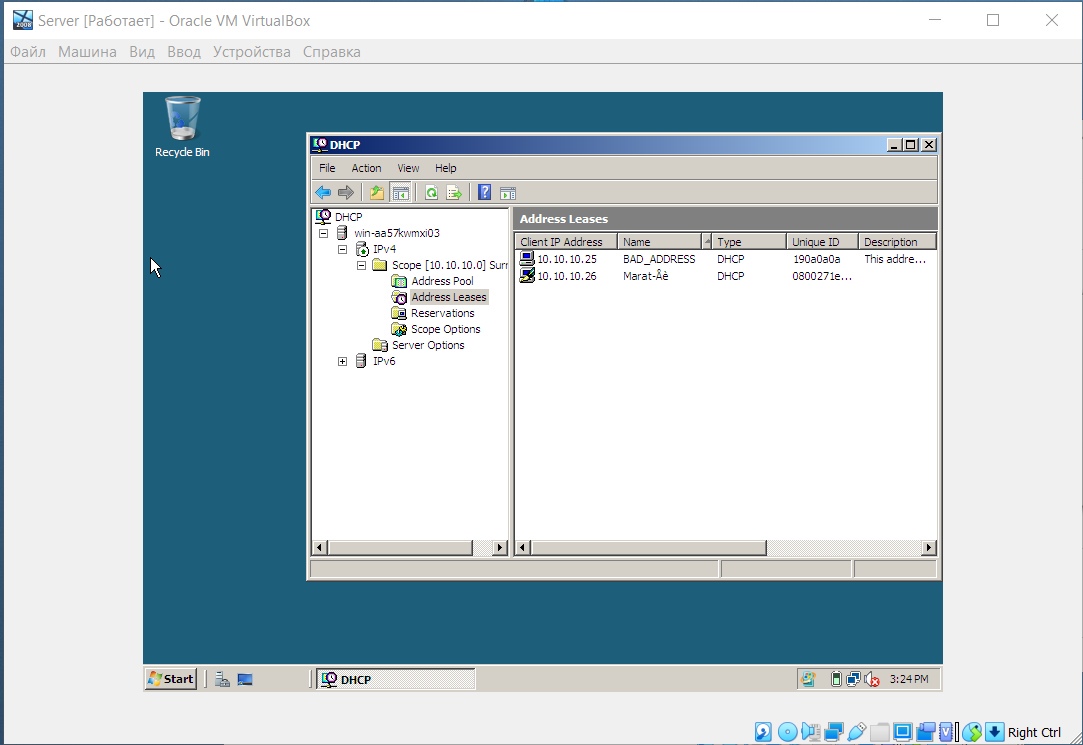 Server [Работает] - Oracle VM VirtualBox
Файл Машина Вид Ввод Устройства Справка
Recycle Bin
DHCP
File Action View Help
DHCP
win-aa57kwmxi03
IPv4
Scope [10.10.10.0] Surr
Address Pool
Address Leases
Reservations
Scope Options
Server Options
IPv6
Address Leases
Client IP Address Name Type Unique ID Description
10.10.10.25 BAD_ADDRESS DHCP 190a0a0a This addre...
10.10.10.26 Marat-Âè DHCP 0800271e...
Start DHCP 3:24 PM
Right Ctrl